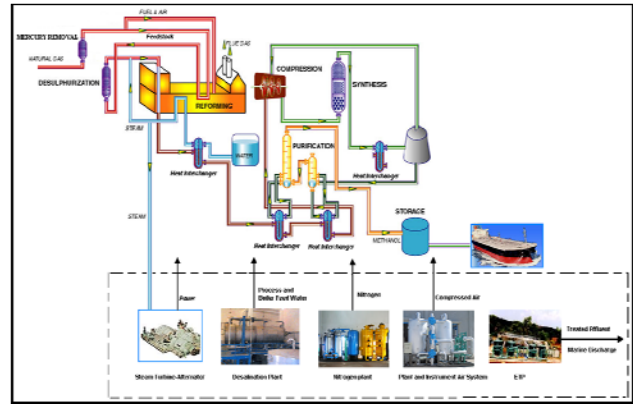 FUEL & AIR
MERCURY REMOVAL
Feedstock
FLUE GAS
NATURAL GAS
DESULPHURIZATION
COMPRESSION
SYNTHESIS
REFORMING
STEAM
PURIFICATION
WATER
Heat Interchanger
Heat Interchanger
STEAM
STORAGE
Heat Interchanger
Heat Interchanger
METHANOL
Power
Process and
Boiler Feed Water
Nitrogen
Compressed Air
Treated Effluent
Marine Discharge
Steam Turbine-Alternator
Desalination Plant
Nitrogen plant
Plant and Instrument Air System
ETP